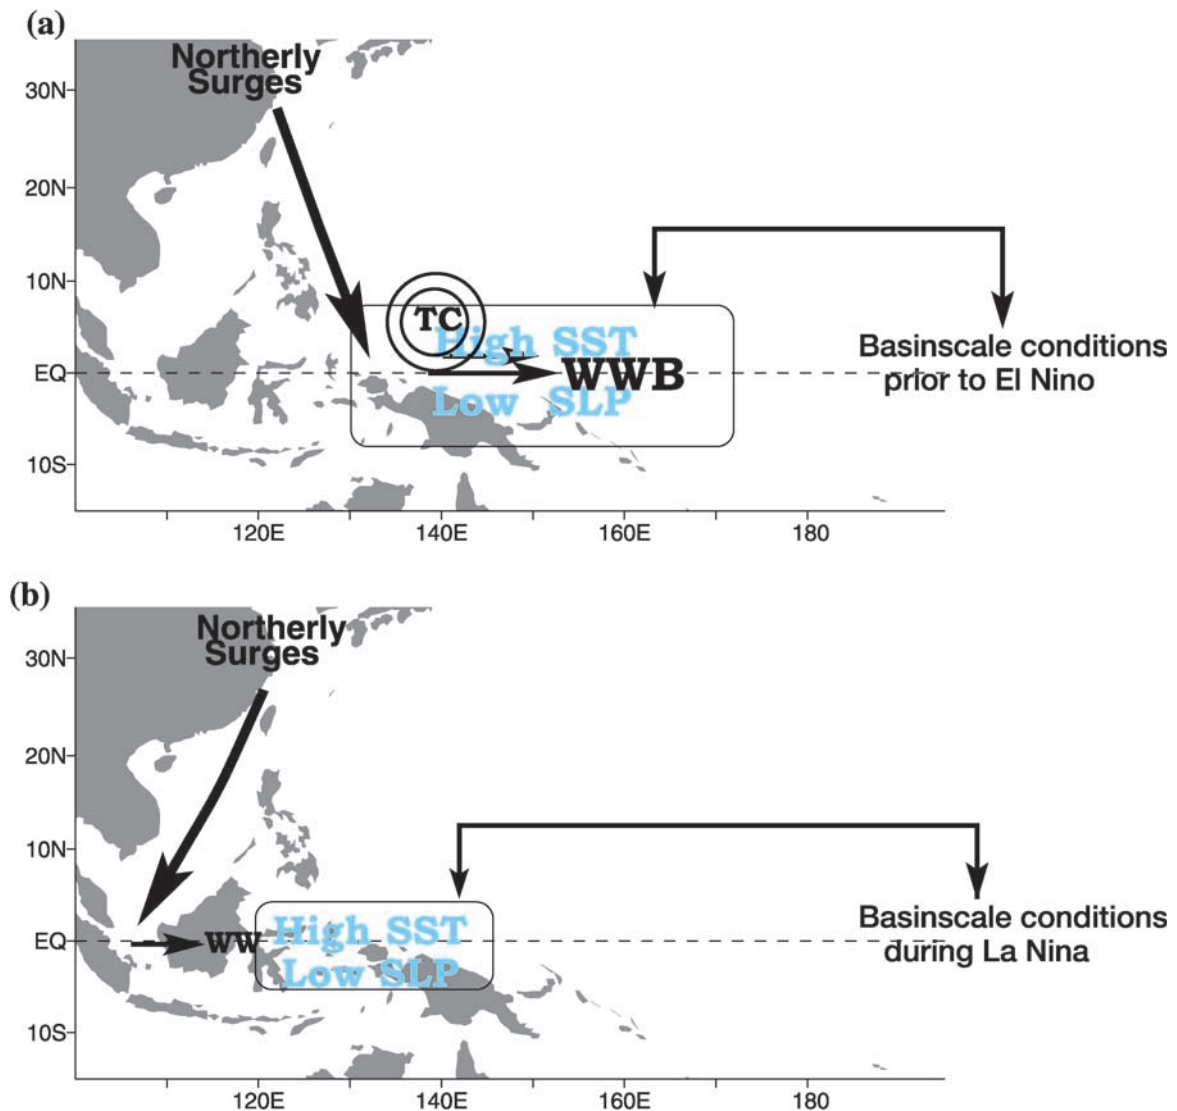 (a)
Northerly
Surges
30N
20N
10N
TC
High SST
Basinscale conditions
EQ
WWB
prior to El Nino
Low SLP
10S
120E 140E 160E 180
(b)
Northerly
Surges
30N
20N
10N
Basinscale conditions
High SST
EQ
WW
during La Nina
Low SLP
10S
120E 140E 160E 180